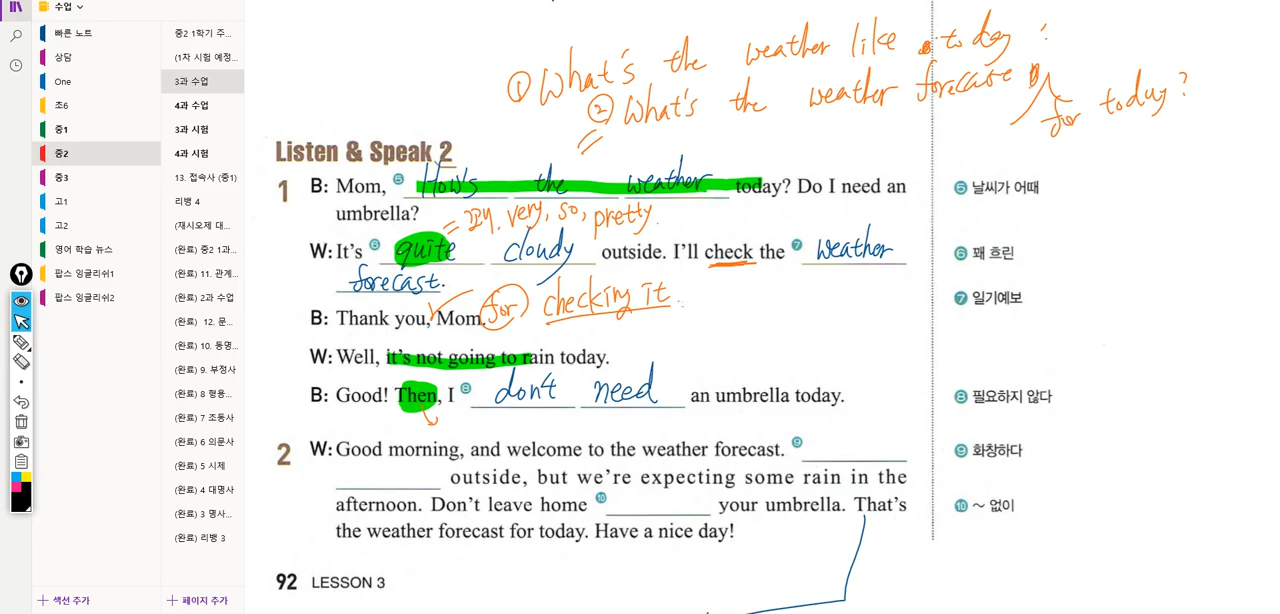 수업
빠른 노트
상담
One
초6
중1
중2
중3
고1
고2
영어 학습 뉴스
팝스 잉글리쉬1
팝스 잉글리쉬2
+ 섹션 추가
중2 1학기 주...
(1차 시험 예정...
3과 수업
4과 수업
3과 시험
4과 시험
13. 접속사 (중1)
리뱅 4
(재시오제 대...
(완료) 중2 1과...
(완료) 11. 관계...
(완료) 2과 수업
(완료) 12. 문...
(완료) 10. 동명...
(완료) 9. 부정사
(완료) 8 형용...
(완료) 7 조동사
(완료) 6 의문사
(완료) 5 시제
(완료) 4 대명사
(완료) 3 명사...
(완료) 리뱅 3
+ 페이지 추가
① What's the weather like today?
② What's the weather forecast for today?
Listen & Speak 2
1 B: Mom, ⑤ How's the weather today? Do I need an
umbrella?
= 꽤, very, so, pretty
W: It's ⑥ quite cloudy outside. I'll check the ⑦ weather
forecast.
B: Thank you, Mom. (for) checking it.
W: Well, it's not going to rain today.
B: Good! Then, I ⑧ don't need an umbrella today.
2 W: Good morning, and welcome to the weather forecast. ⑨
outside, but we're expecting some rain in the
afternoon. Don't leave home ⑩ your umbrella. That's
the weather forecast for today. Have a nice day!
⑤ 날씨가 어때
⑥ 꽤 흐린
⑦ 일기예보
⑧ 필요하지 않다
⑨ 화창하다
⑩ ~ 없이
92 LESSON 3